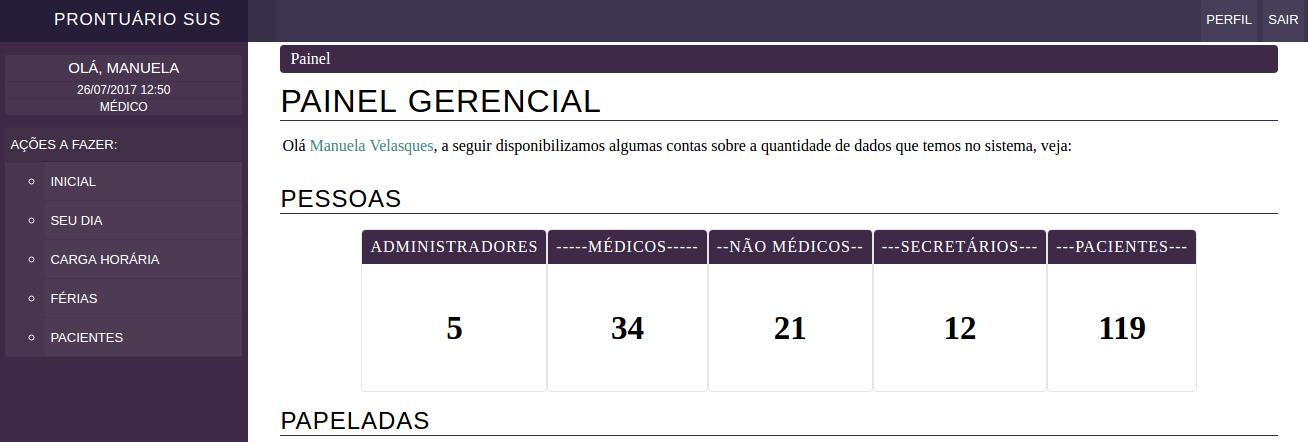 PRONTUÁRIO SUS
PERFIL SAIR
OLÁ, MANUELA
26/07/2017 12:50
MÉDICO
AÇÕES A FAZER:
INICIAL
SEU DIA
CARGA HORÁRIA
FÉRIAS
PACIENTES
Painel
PAINEL GERENCIAL
Olá Manuela Velasques, a seguir disponibilizamos algumas contas sobre a quantidade de dados que temos no sistema, veja:
PESSOAS
ADMINISTRADORES -----MÉDICOS----- --NÃO MÉDICOS-- ---SECRETÁRIOS--- ---PACIENTES---
5 34 21 12 119
PAPELADAS